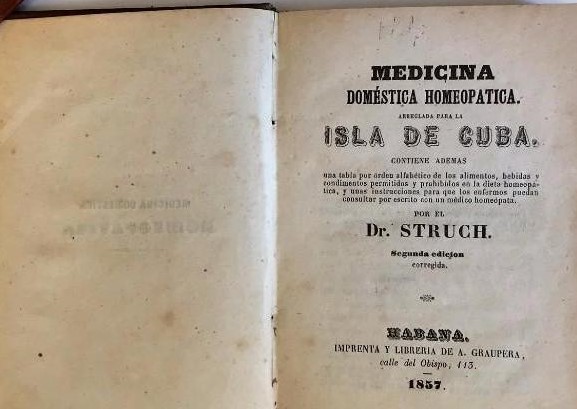 MEDICINA
DOMÉSTICA HOMEOPATICA.
ARREGLADA PARA LA
ISLA DE CUBA.
CONTIENE ADEMAS
una tabla por orden alfabético de los alimentos, bebidas y
condimentos permitidos y prohibidos en la dieta homeopá-
tica, y unas instrucciones para que los enfermos puedan
consultar por escrito con un médico homeópata.
POR EL
Dr. STRUCH.
Segunda edicion
corregida.
HABANA.
IMPRENTA Y LIBRERIA DE A. GRAUPERA,
calle del Obispo, 113.
1857.